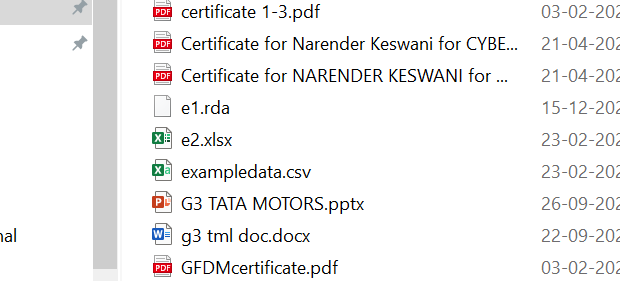 certificate 1-3.pdf 03-02-202
Certificate for Narender Keswani for CYBE... 21-04-202
Certificate for NARENDER KESWANI for ... 21-04-202
e1.rda 15-12-202
e2.xlsx 23-02-202
exampledata.csv 23-02-202
G3 TATA MOTORS.pptx 26-09-202
nal g3 tml doc.docx 22-09-202
GFDMcertificate.pdf 03-02-202